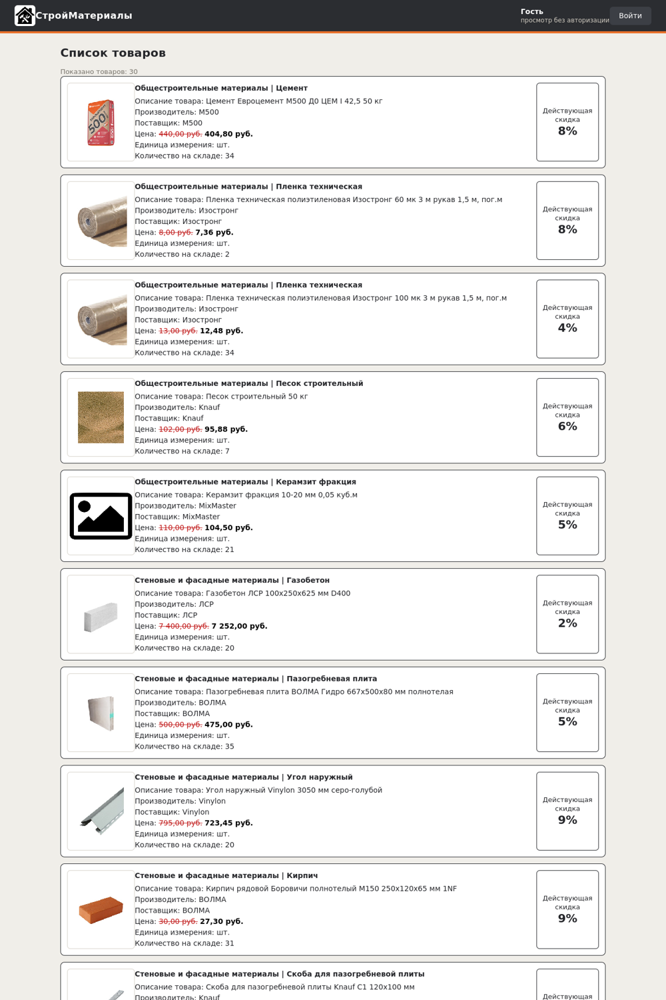 СтройМатериалы
Гость
просмотр без авторизации
Войти
Список товаров
Показано товаров: 30
Общестроительные материалы | Цемент
Описание товара: Цемент Евроцемент М500 Д0 ЦЕМ I 42,5 50 кг
Производитель: М500
Поставщик: М500
Цена: 440,00 руб. 404,80 руб.
Единица измерения: шт.
Количество на складе: 34
Действующая
скидка
8%
500
Общестроительные материалы | Пленка техническая
Описание товара: Пленка техническая полиэтиленовая Изостронг 60 мк 3 м рукав 1,5 м, пог.м
Производитель: Изостронг
Поставщик: Изостронг
Цена: 8,00 руб. 7,36 руб.
Единица измерения: шт.
Количество на складе: 2
Действующая
скидка
8%
Общестроительные материалы | Пленка техническая
Описание товара: Пленка техническая полиэтиленовая Изостронг 100 мк 3 м рукав 1,5 м, пог.м
Производитель: Изостронг
Поставщик: Изостронг
Цена: 13,00 руб. 12,48 руб.
Единица измерения: шт.
Количество на складе: 34
Действующая
скидка
4%
Общестроительные материалы | Песок строительный
Описание товара: Песок строительный 50 кг
Производитель: Knauf
Поставщик: Knauf
Цена: 102,00 руб. 95,88 руб.
Единица измерения: шт.
Количество на складе: 7
Действующая
скидка
6%
Общестроительные материалы | Керамзит фракция
Описание товара: Керамзит фракция 10-20 мм 0,05 куб.м
Производитель: MixMaster
Поставщик: MixMaster
Цена: 110,00 руб. 104,50 руб.
Единица измерения: шт.
Количество на складе: 21
Действующая
скидка
5%
Стеновые и фасадные материалы | Газобетон
Описание товара: Газобетон ЛСР 100х250х625 мм D400
Производитель: ЛСР
Поставщик: ЛСР
Цена: 7 400,00 руб. 7 252,00 руб.
Единица измерения: шт.
Количество на складе: 20
Действующая
скидка
2%
Стеновые и фасадные материалы | Пазогребневая плита
Описание товара: Пазогребневая плита ВОЛМА Гидро 667х500х80 мм полнотелая
Производитель: ВОЛМА
Поставщик: ВОЛМА
Цена: 500,00 руб. 475,00 руб.
Единица измерения: шт.
Количество на складе: 35
Действующая
скидка
5%
Стеновые и фасадные материалы | Угол наружный
Описание товара: Угол наружный Vinylon 3050 мм серо-голубой
Производитель: Vinylon
Поставщик: Vinylon
Цена: 795,00 руб. 723,45 руб.
Единица измерения: шт.
Количество на складе: 20
Действующая
скидка
9%
Стеновые и фасадные материалы | Кирпич
Описание товара: Кирпич рядовой Боровичи полнотелый М150 250х120х65 мм 1NF
Производитель: ВОЛМА
Поставщик: ВОЛМА
Цена: 30,00 руб. 27,30 руб.
Единица измерения: шт.
Количество на складе: 31
Действующая
скидка
9%
Стеновые и фасадные материалы | Скоба для пазогребневой плиты
Описание товара: Скоба для пазогребневой плиты Knauf С1 120х100 мм
Производитель: Knauf
Действующая